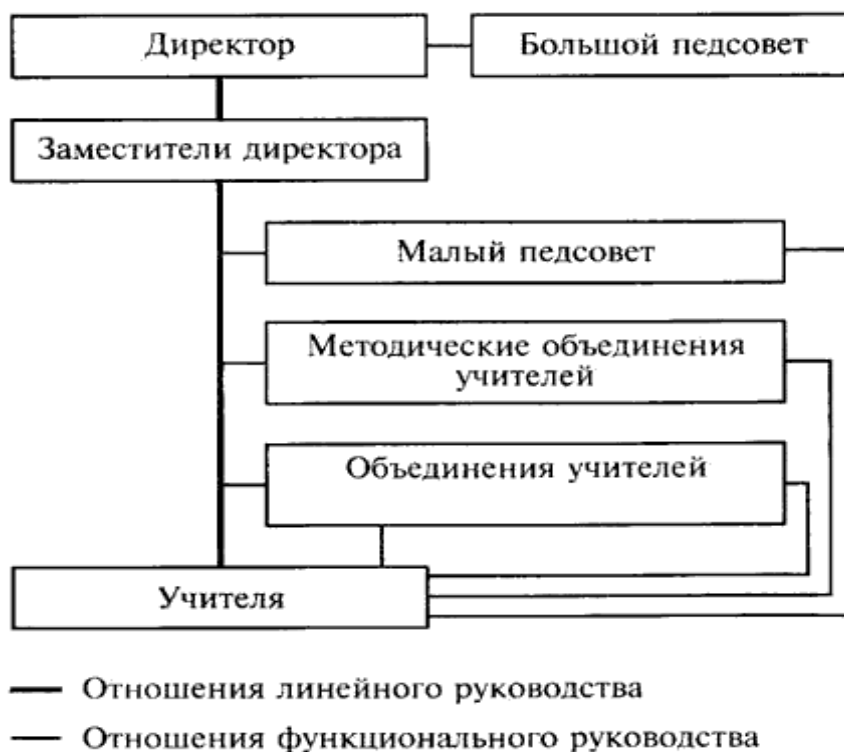 Директор
Большой педсовет
Заместители директора
Малый педсовет
Методические объединения
учителей
Объединения учителей
Учителя
Отношения линейного руководства
Отношения функционального руководства